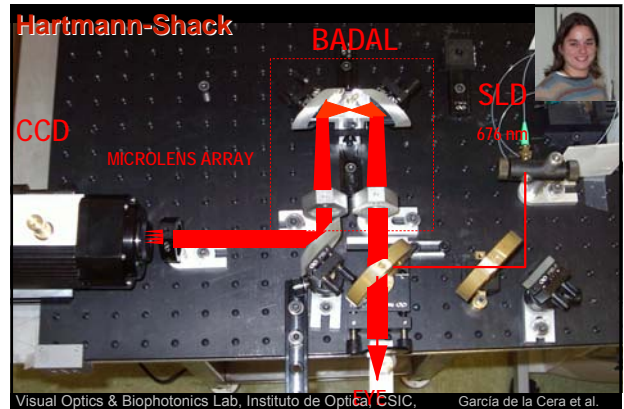 Hartmann-Shack
BADAL
SLD
CCD
676 nm
MICROLENS ARRAY
EYE
Visual Optics & Biophotonics Lab, Instituto de Optica, CSIC, García de la Cera et al.